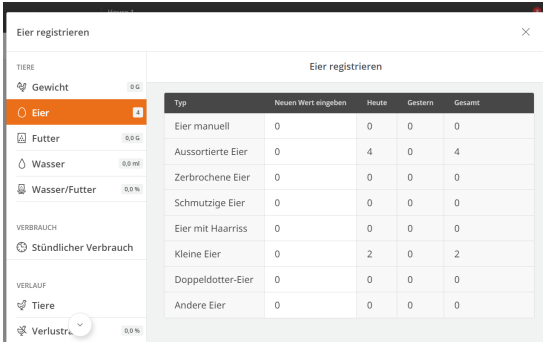 Eier registrieren
TIERE
Gewicht 0 G
Eier 4
Futter 0,0 G
Wasser 0,0 ml
Wasser/Futter 0,0 %
VERBRAUCH
Stündlicher Verbrauch
VERLAUF
Tiere
0,0 %
Eier registrieren
Typ Neuen Wert eingeben Heute Gestern Gesamt
Eier manuell 0 0 0 0
Aussortierte Eier 0 4 0 4
Zerbrochene Eier 0 0 0 0
Schmutzige Eier 0 0 0 0
Eier mit Haarriss 0 0 0 0
Kleine Eier 0 2 0 2
Doppeldotter-Eier 0 0 0 0
Andere Eier 0 0 0 0